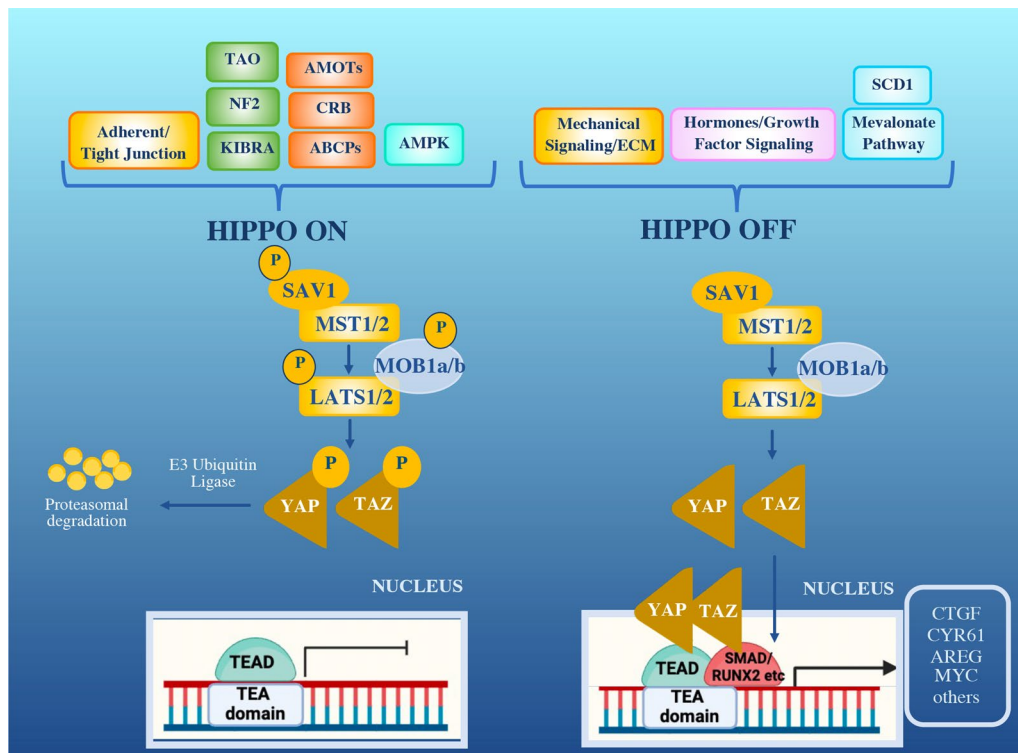 TAO
NF2
KIBRA
AMOTs
CRB
ABCPs
Adherent/
Tight Junction
AMPK
HIPPO ON
P
SAV1
MST1/2
P
MOB1a/b
P
LATS1/2
P
P
YAP
TAZ
E3 Ubiquitin
Ligase
Proteasomal
degradation
NUCLEUS
TEAD
TEA
domain
Mechanical
Signaling/ECM
Hormones/Growth
Factor Signaling
SCD1
Mevalonate
Pathway
HIPPO OFF
SAV1
MST1/2
MOB1a/b
LATS1/2
YAP
TAZ
NUCLEUS
YAP
TAZ
TEAD
SMAD/
RUNX2 etc
TEA
domain
CTGF
CYR61
AREG
MYC
others